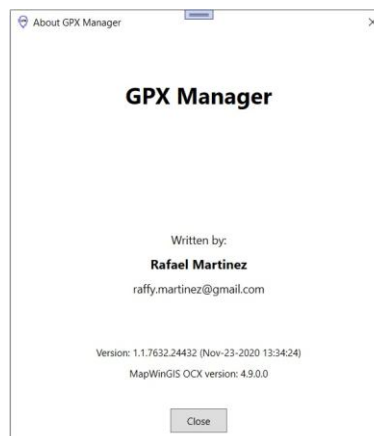 About GPX Manager
GPX Manager
Written by:
Rafael Martinez
raffy.martinez@gmail.com
Version: 1.1.7632.24432 (Nov-23-2020 13:34:24)
MapWinGIS OCX version: 4.9.0.0
Close